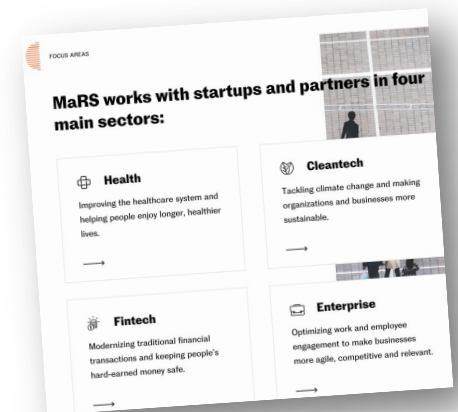 FOCUS AREAS
MaRS works with startups and partners in four
main sectors:
Health
Improving the healthcare system and
helping people enjoy longer, healthier
lives.
Cleantech
Tackling climate change and making
organizations and businesses more
sustainable.
Fintech
Modernizing traditional financial
transactions and keeping people's
hard-earned money safe.
Enterprise
Optimizing work and employee
engagement to make businesses
more agile, competitive and relevant.